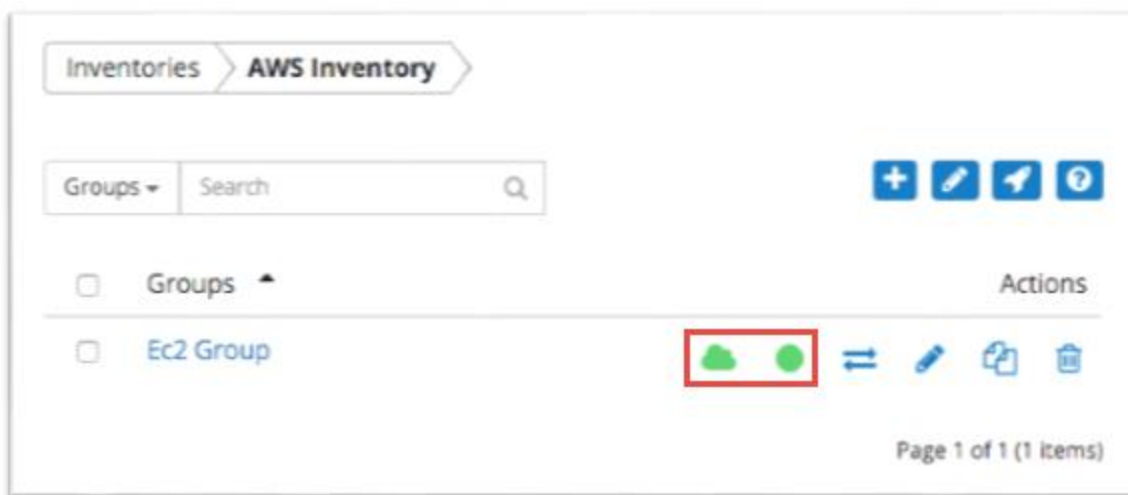 Inventories AWS Inventory
Groups Search
Groups Actions
Ec2 Group
Page 1 of 1 (1 items)